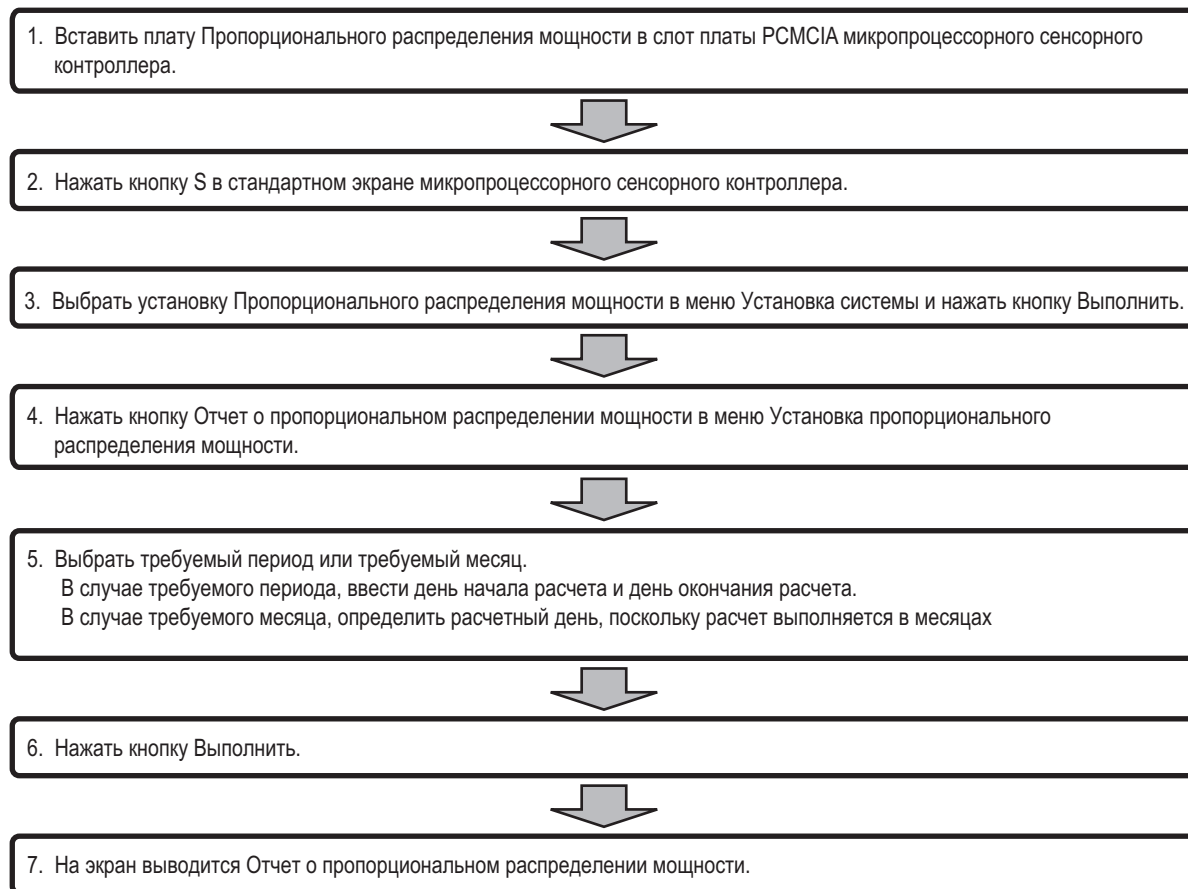 1. Вставить плату Пропорционального распределения мощности в слот платы PCMCIA микропроцессорного сенсорного
контроллера.
2. Нажать кнопку S в стандартном экране микропроцессорного сенсорного контроллера.
3. Выбрать установку Пропорционального распределения мощности в меню Установка системы и нажать кнопку Выполнить.
4. Нажать кнопку Отчет о пропорциональном распределении мощности в меню Установка пропорционального
распределения мощности.
5. Выбрать требуемый период или требуемый месяц.
В случае требуемого периода, ввести день начала расчета и день окончания расчета.
В случае требуемого месяца, определить расчетный день, поскольку расчет выполняется в месяцах
6. Нажать кнопку Выполнить.
7. На экран выводится Отчет о пропорциональном распределении мощности.